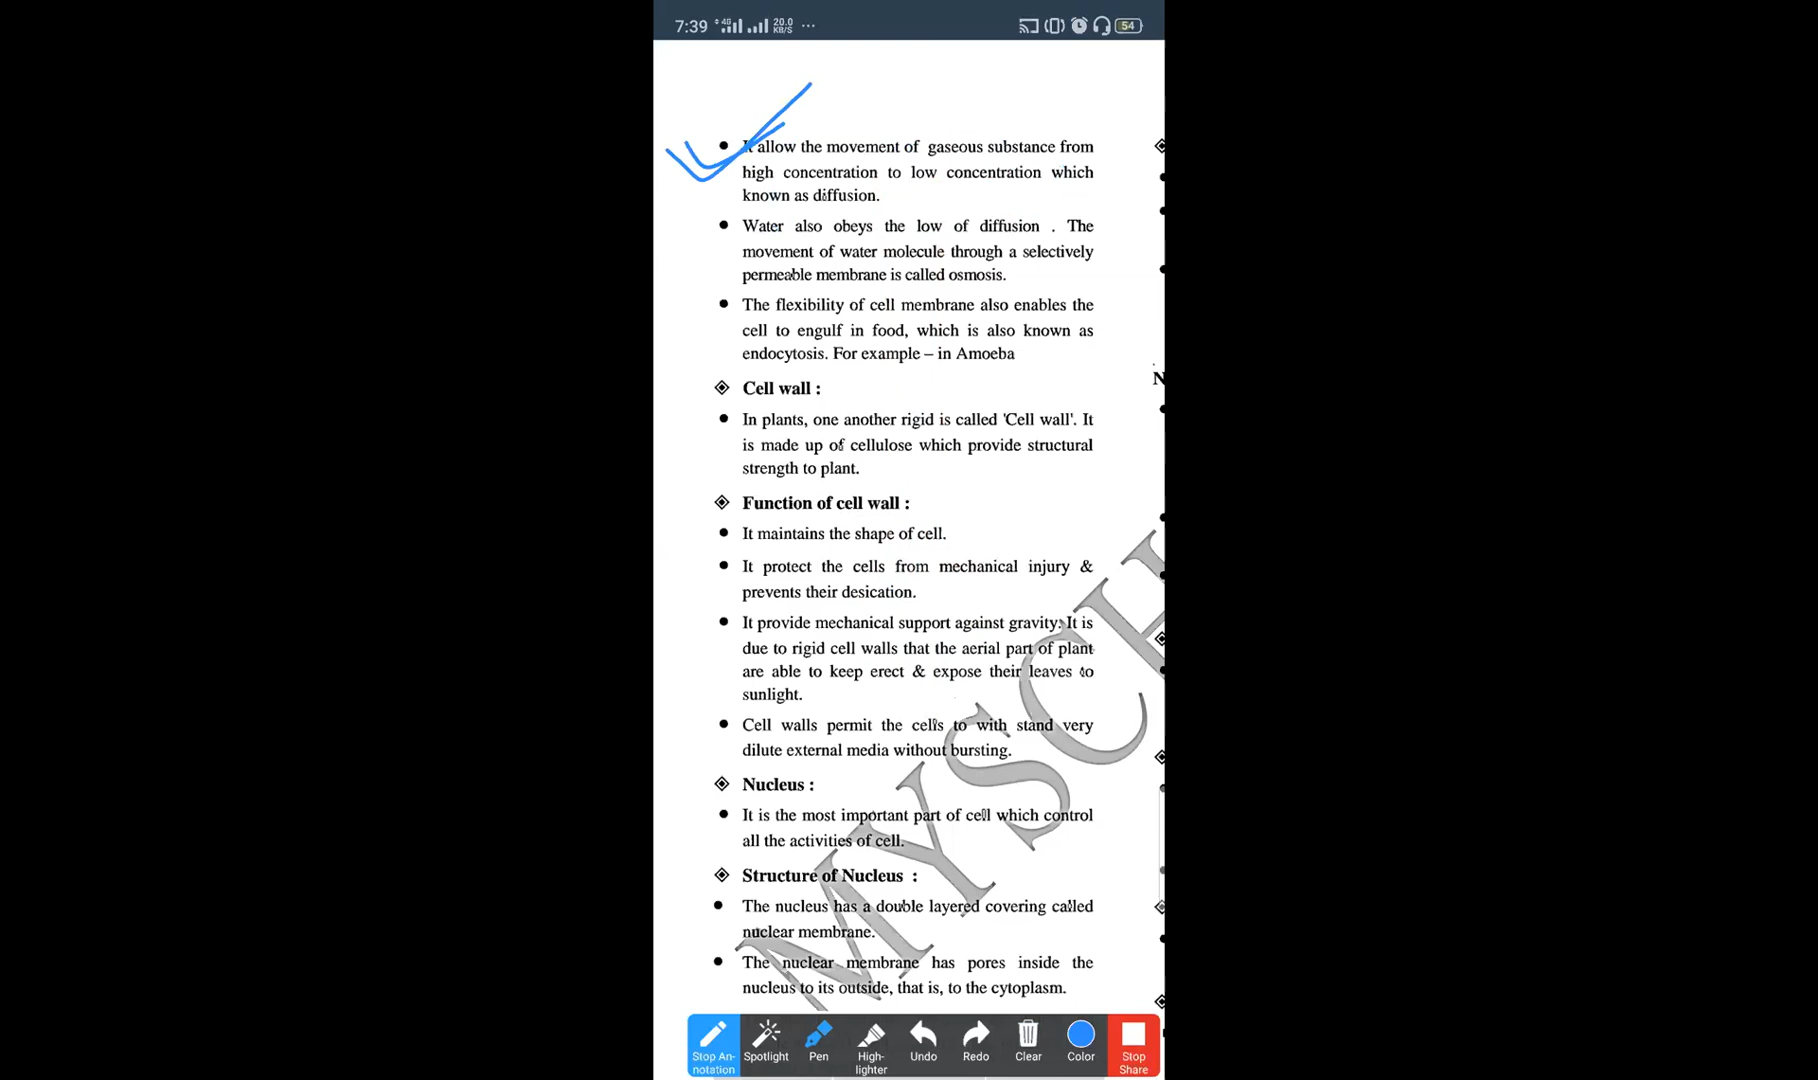 7:39 4G 20.0 KB/S ... 54
• It allow the movement of gaseous substance from
high concentration to low concentration which
known as diffusion.
• Water also obeys the low of diffusion . The
movement of water molecule through a selectively
permeable membrane is called osmosis.
• The flexibility of cell membrane also enables the
cell to engulf in food, which is also known as
endocytosis. For example – in Amoeba
Cell wall :
• In plants, one another rigid is called 'Cell wall'. It
is made up of cellulose which provide structural
strength to plant.
Function of cell wall :
• It maintains the shape of cell.
• It protect the cells from mechanical injury &
prevents their desication.
• It provide mechanical support against gravity. It is
due to rigid cell walls that the aerial part of plant
are able to keep erect & expose their leaves to
sunlight.
• Cell walls permit the cells to with stand very
dilute external media without bursting.
Nucleus :
• It is the most important part of cell which control
all the activities of cell.
Structure of Nucleus :
• The nucleus has a double layered covering called
nuclear membrane.
• The nuclear membrane has pores inside the
nucleus to its outside, that is, to the cytoplasm.
N
MYSCH
Stop An-
notation
Spotlight
Pen
High-
lighter
Undo
Redo
Clear
Color
Stop
Share